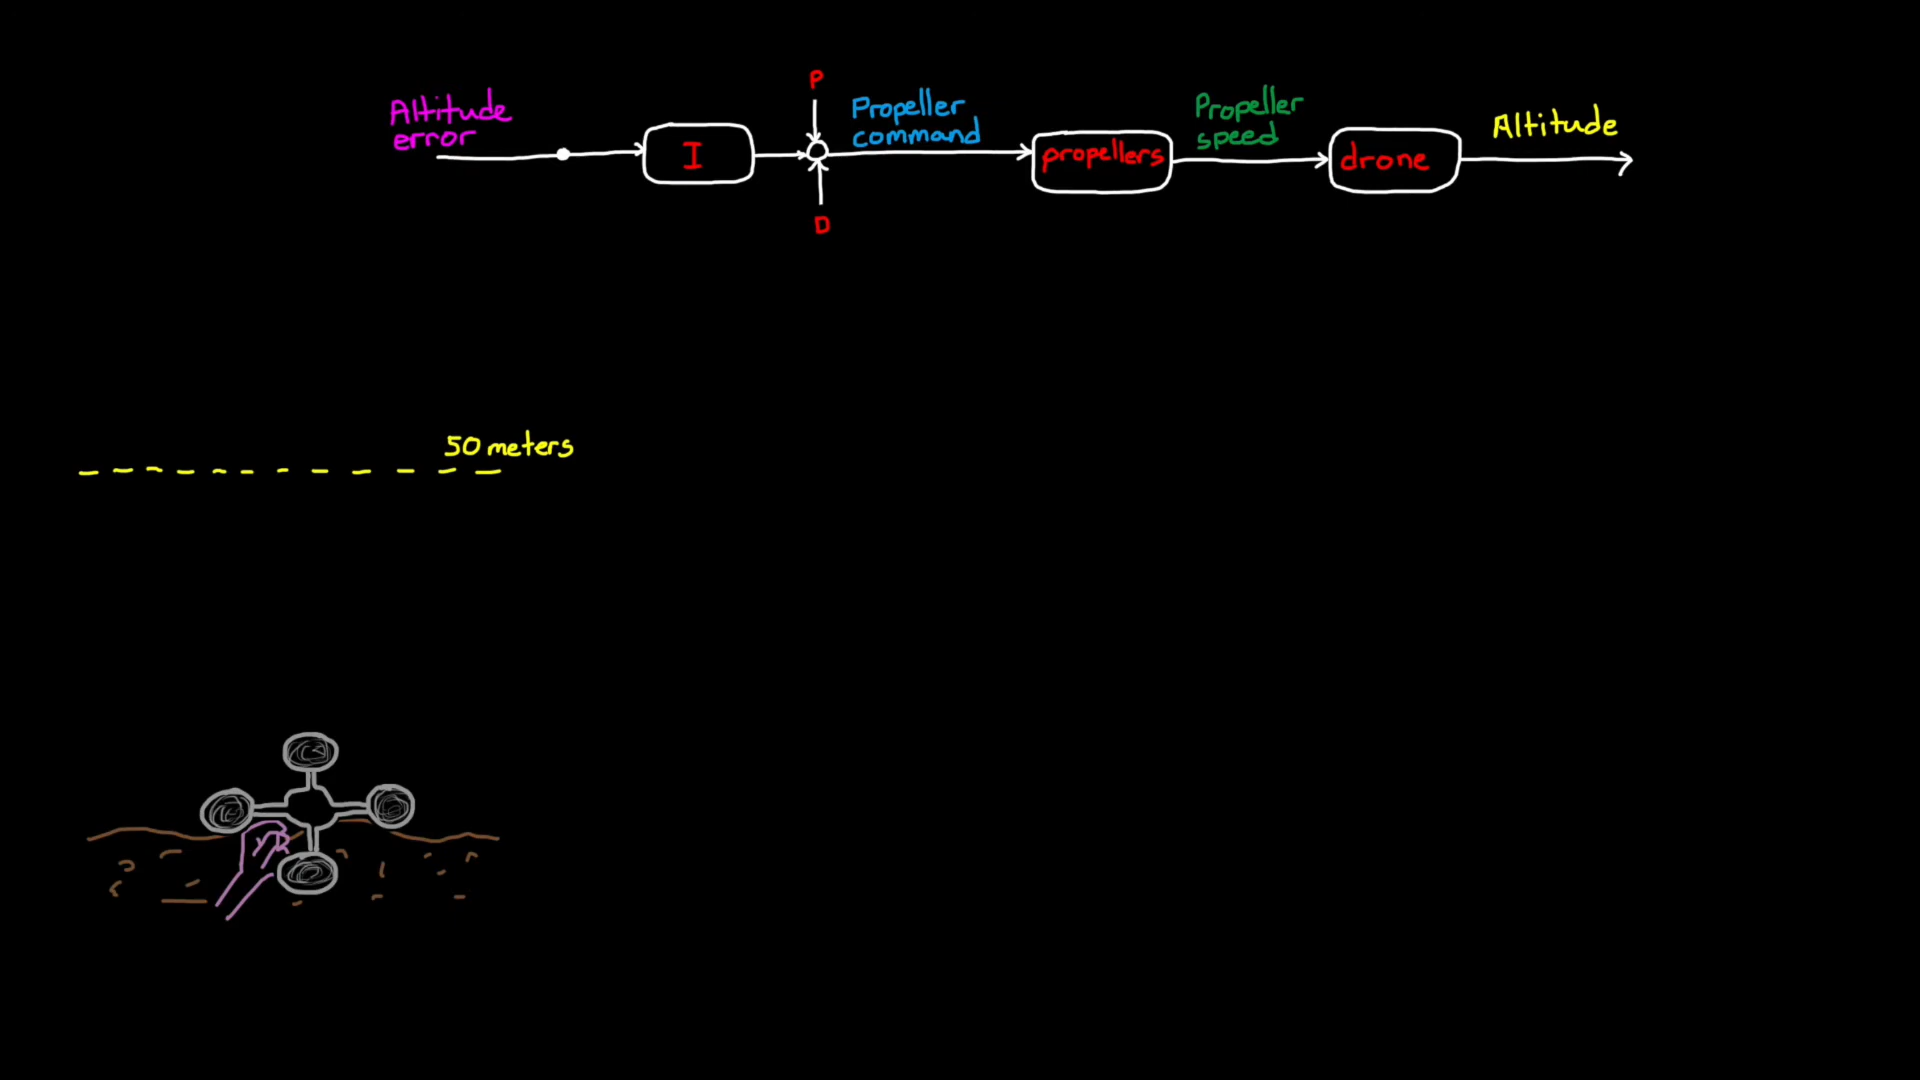 P
Altitude
error
I
Propeller
command
propellers
Propeller
speed
drone
Altitude
D
50 meters